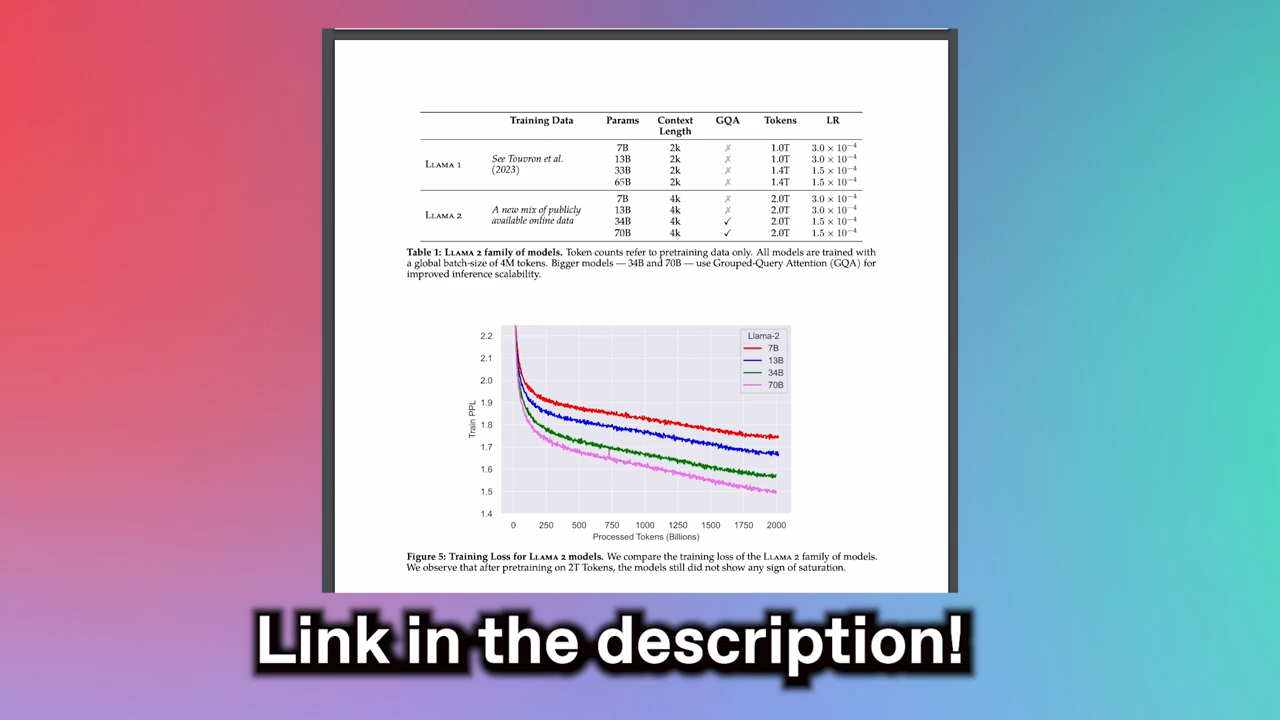 Training Data Params Context Length GQA Tokens LR
7B 2k ✗ 1.0T 3.0 × 10⁻⁴
LLAMA 1 See Touvron et al. (2023) 13B 2k ✗ 1.0T 3.0 × 10⁻⁴
33B 2k ✗ 1.4T 1.5 × 10⁻⁴
65B 2k ✗ 1.4T 1.5 × 10⁻⁴
7B 4k ✗ 2.0T 3.0 × 10⁻⁴
LLAMA 2 A new mix of publicly available online data 13B 4k ✗ 2.0T 3.0 × 10⁻⁴
34B 4k ✓ 2.0T 1.5 × 10⁻⁴
70B 4k ✓ 2.0T 1.5 × 10⁻⁴
Table 1: LLAMA 2 family of models. Token counts refer to pretraining data only. All models are trained with
a global batch-size of 4M tokens. Bigger models — 34B and 70B — use Grouped-Query Attention (GQA) for
improved inference scalability.
Llama-2
7B
13B
34B
70B
2.2
2.1
2.0
1.9
1.8
1.7
1.6
1.5
1.4
Train PPL
0 250 500 750 1000 1250 1500 1750 2000
Processed Tokens (Billions)
Figure 5: Training Loss for LLAMA 2 models. We compare the training loss of the LLAMA 2 family of models.
We observe that after pretraining on 2T Tokens, the models still did not show any sign of saturation.
Link in the description!